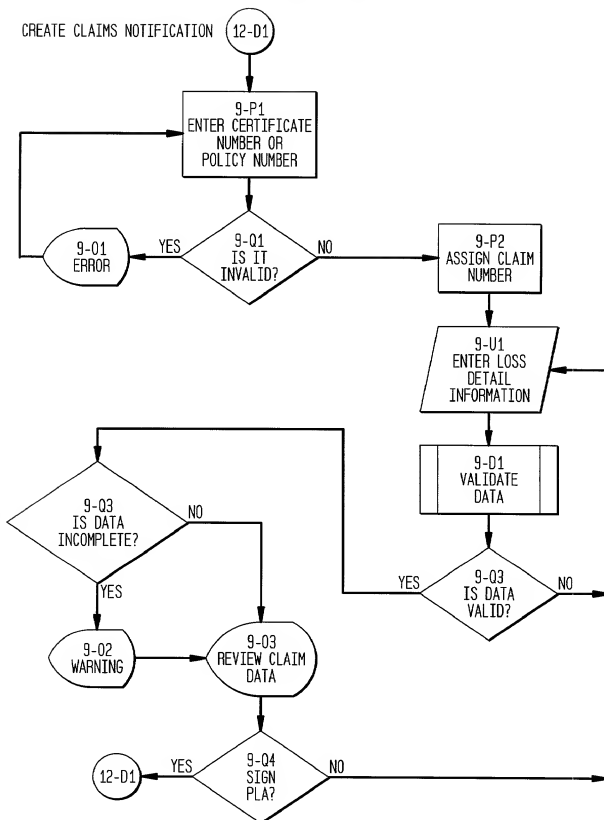 CREATE CLAIMS NOTIFICATION
12-D1
9-P1
ENTER CERTIFICATE
NUMBER OR
POLICY NUMBER
9-O1
ERROR
YES
9-Q1
IS IT
INVALID?
NO
9-P2
ASSIGN CLAIM
NUMBER
9-U1
ENTER LOSS
DETAIL
INFORMATION
9-D1
VALIDATE
DATA
9-Q3
IS DATA
INCOMPLETE?
NO
YES
YES
9-Q3
IS DATA
VALID?
NO
9-O2
WARNING
9-O3
REVIEW CLAIM
DATA
12-D1
YES
9-Q4
SIGN
PLA?
NO